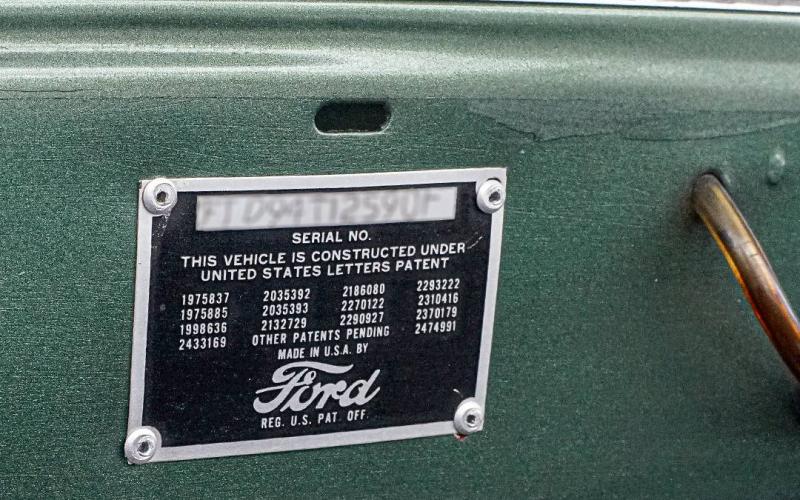 SERIAL NO.
THIS VEHICLE IS CONSTRUCTED UNDER
UNITED STATES LETTERS PATENT
1975837 2035392 2186080 2293222
1975885 2035393 2270122 2310416
1998636 2132729 2290927 2370179
2433169 OTHER PATENTS PENDING 2474991
MADE IN U.S.A. BY
Ford
REG. U.S. PAT. OFF.